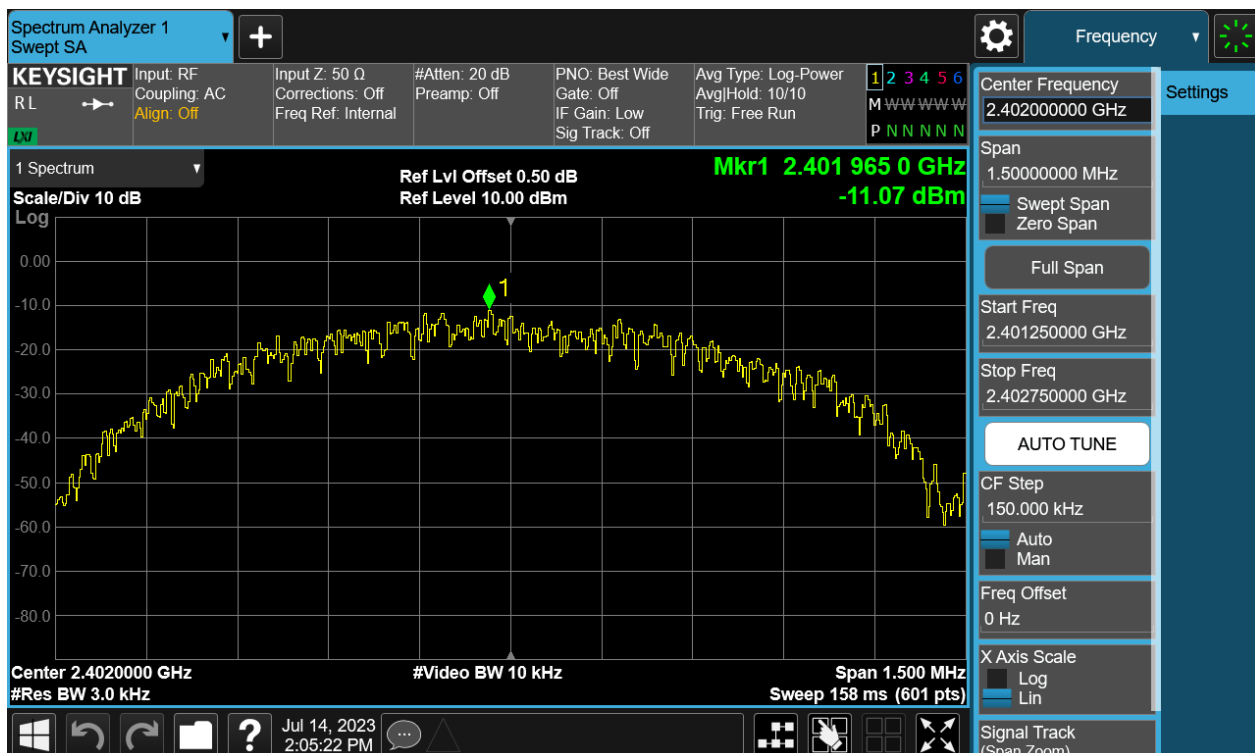 Spectrum Analyzer 1
Swept SA
+
Frequency
KEYSIGHT
R L
LXI
Input: RF
Coupling: AC
Align: Off
Input Z: 50 Ω
Corrections: Off
Freq Ref: Internal
#Atten: 20 dB
Preamp: Off
PNO: Best Wide
Gate: Off
IF Gain: Low
Sig Track: Off
Avg Type: Log-Power
Avg|Hold: 10/10
Trig: Free Run
1 2 3 4 5 6
M W W W W W
P N N N N N
1 Spectrum
Scale/Div 10 dB
Ref Lvl Offset 0.50 dB
Ref Level 10.00 dBm
Mkr1 2.401 965 0 GHz
-11.07 dBm
Log
0.00
-10.0
-20.0
-30.0
-40.0
-50.0
-60.0
-70.0
-80.0
1
Center 2.4020000 GHz
#Video BW 10 kHz
Span 1.500 MHz
#Res BW 3.0 kHz
Sweep 158 ms (601 pts)
?
Jul 14, 2023
2:05:22 PM
Center Frequency
2.402000000 GHz
Settings
Span
1.50000000 MHz
Swept Span
Zero Span
Full Span
Start Freq
2.401250000 GHz
Stop Freq
2.402750000 GHz
AUTO TUNE
CF Step
150.000 kHz
Auto
Man
Freq Offset
0 Hz
X Axis Scale
Log
Lin
Signal Track
(Span Zoom)